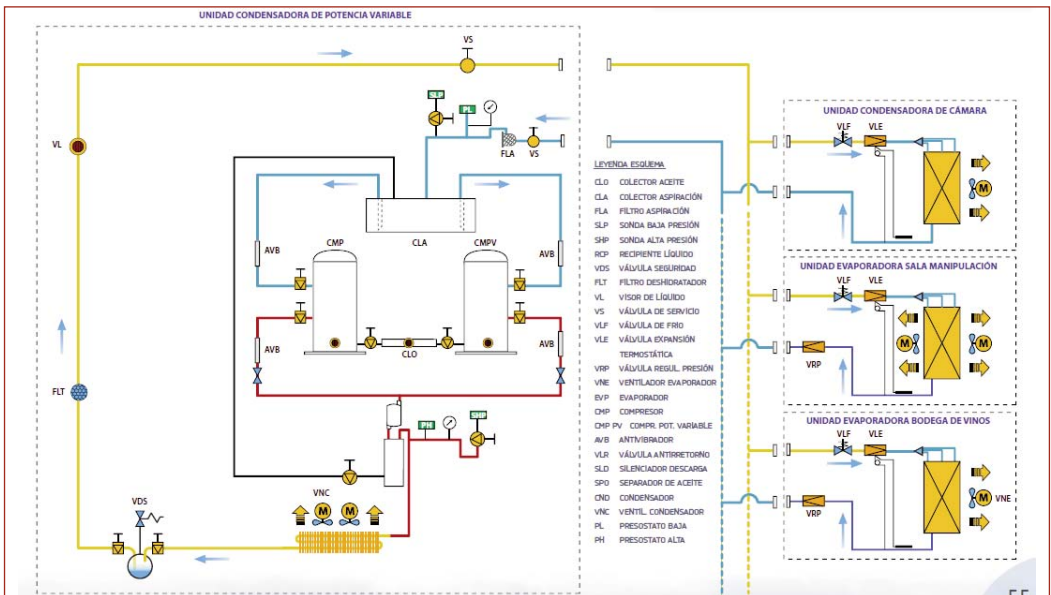 UNIDAD CONDENSADORA DE POTENCIA VARIABLE
VS
SLP
PL
VL
FLA
VS
AVB
CMP
CLA
CMPV
AVB
AVB
CLO
AVB
FLT
PH
SHP
VNC
M
M
VDS
LEYENDA ESQUEMA
CLO COLECTOR ACEITE
CLA COLECTOR ASPIRACIÓN
FLA FILTRO ASPIRACIÓN
SLP SONDA BAJA PRESIÓN
SHP SONDA ALTA PRESIÓN
RCP RECIPIENTE LÍQUIDO
VDS VÁLVULA SEGURIDAD
FLT FILTRO DESHIDRATADOR
VL VISOR DE LÍQUIDO
VS VÁLVULA DE SERVICIO
VLF VÁLVULA DE FRÍO
VLE VÁLVULA EXPANSIÓN
TERMOSTÁTICA
VRP VÁLVULA REGUL. PRESIÓN
VNE VENTILADOR EVAPORADOR
EVP EVAPORADOR
CMP COMPRESOR
CMP PV COMPR. POT. VARIABLE
AVB ANTIVIBRADOR
VLR VÁLVULA ANTIRRETORNO
SLD SILENCIADOR DESCARGA
SPO SEPARADOR DE ACEITE
CND CONDENSADOR
VNC VENTIL. CONDENSADOR
PL PRESOSTATO BAJA
PH PRESOSTATO ALTA
UNIDAD CONDENSADORA DE CÁMARA
VLF VLE
M
UNIDAD EVAPORADORA SALA MANIPULACIÓN
VLF VLE
M
M
VRP
UNIDAD EVAPORADORA BODEGA DE VINOS
VLF VLE
M VNE
VRP